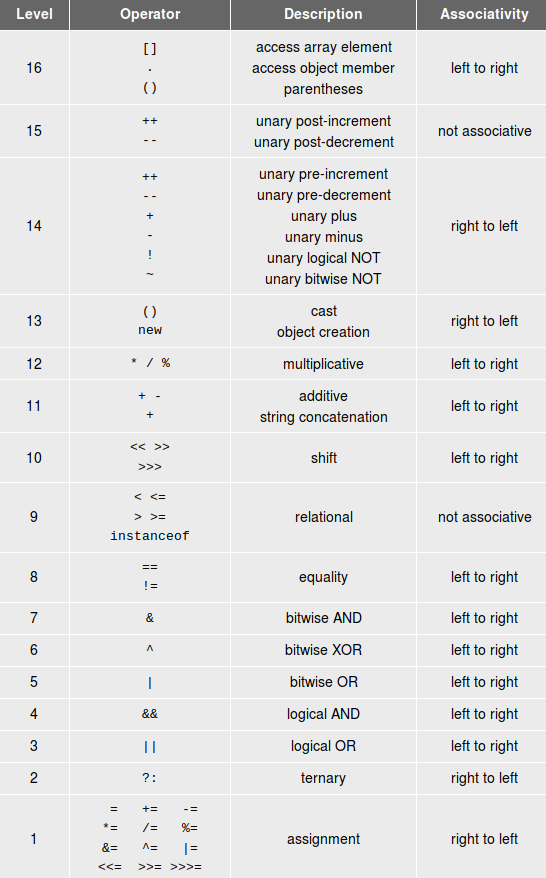 Level Operator Description Associativity
16 [] access array element left to right
. access object member
() parentheses
15 ++ unary post-increment not associative
-- unary post-decrement
14 ++ unary pre-increment right to left
-- unary pre-decrement
+ unary plus
- unary minus
! unary logical NOT
~ unary bitwise NOT
13 () cast right to left
new object creation
12 * / % multiplicative left to right
11 + - additive left to right
+ string concatenation
10 << >> shift left to right
>>>
9 < <= relational not associative
> >=
instanceof
8 == equality left to right
!=
7 & bitwise AND left to right
6 ^ bitwise XOR left to right
5 | bitwise OR left to right
4 && logical AND left to right
3 || logical OR left to right
2 ?: ternary right to left
1 = += -= assignment right to left
*= /= %=
&= ^= |=
<<= >>= >>>=